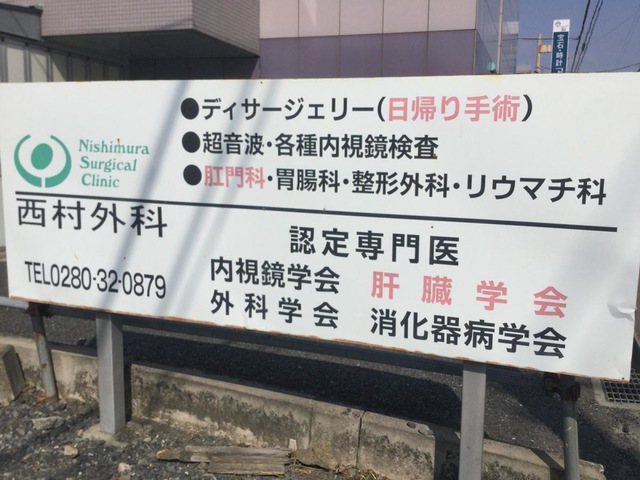 ●ディサージェリー(日帰り手術)
●超音波・各種内視鏡検査
●肛門科・胃腸科・整形外科・リウマチ科
Nishimura
Surgical
Clinic
西村外科
TEL0280-32-0879
認定専門医
内視鏡学会 肝臓学会
外科学会 消化器病学会